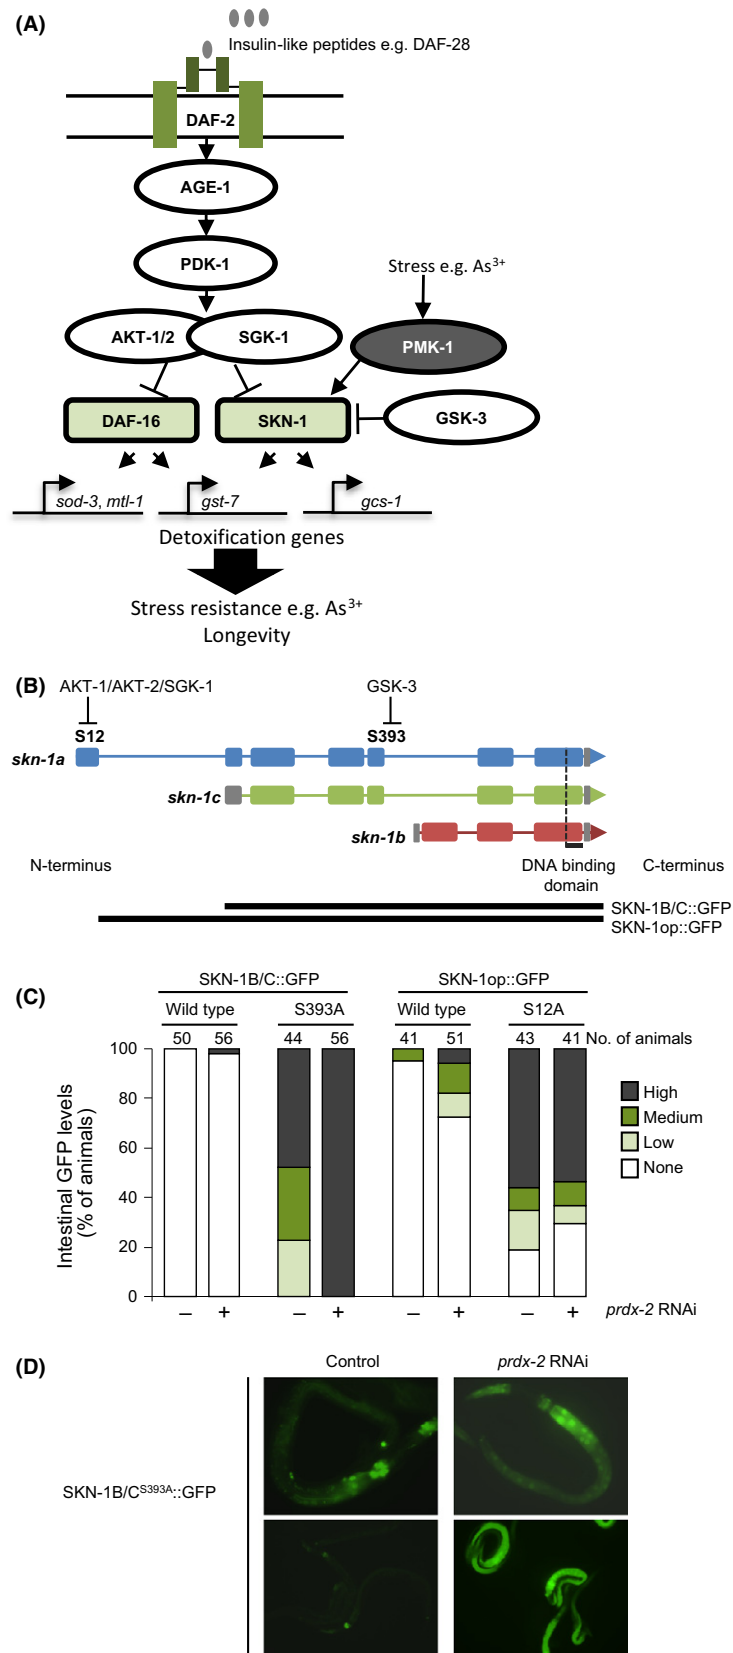 (A)
Insulin-like peptides e.g. DAF-28
DAF-2
AGE-1
PDK-1
Stress e.g. As³⁺
AKT-1/2
SGK-1
PMK-1
DAF-16
SKN-1
GSK-3
sod-3, mtl-1
gst-7
gcs-1
Detoxification genes
Stress resistance e.g. As³⁺
Longevity
(B)
AKT-1/AKT-2/SGK-1
GSK-3
S12
S393
skn-1a
skn-1c
skn-1b
N-terminus
DNA binding
domain
C-terminus
SKN-1B/C::GFP
SKN-1op::GFP
(C)
SKN-1B/C::GFP
SKN-1op::GFP
Wild type
S393A
Wild type
S12A
50 56 44 56 41 51 43 41 No. of animals
Intestinal GFP levels
(% of animals)
100
80
60
40
20
0
High
Medium
Low
None
– + – + – + – + prdx-2 RNAi
(D)
Control
prdx-2 RNAi
SKN-1B/C^S393A::GFP